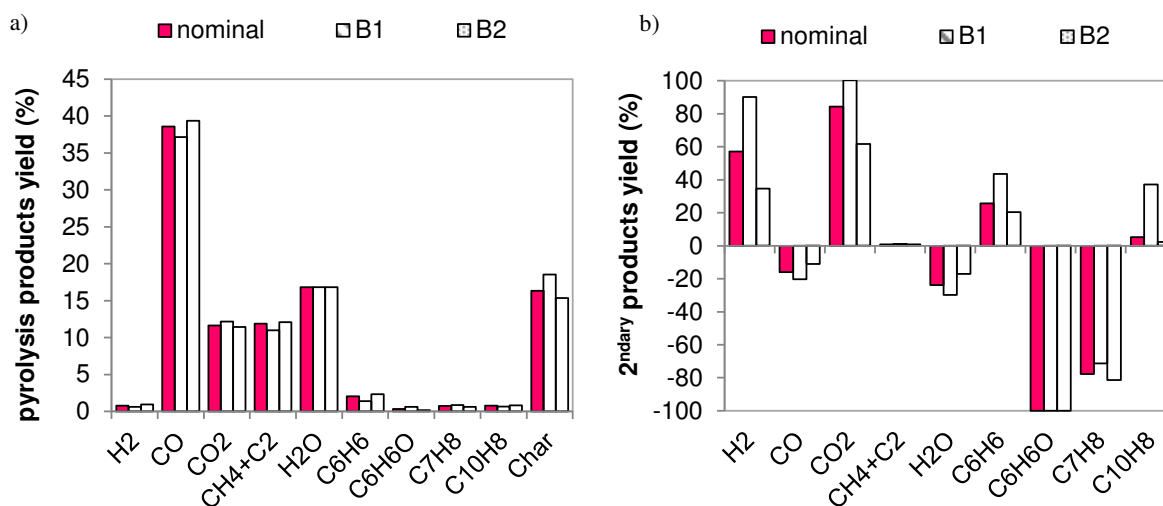 a)
nominal B1 B2
pyrolysis products yield (%)
45
40
35
30
25
20
15
10
5
0
H2 CO CO2 CH4+C2 H2O C6H6 C6H6O C7H8 C10H8 Char
b)
nominal B1 B2
2ndary products yield (%)
100
80
60
40
20
0
-20
-40
-60
-80
-100
H2 CO CO2 CH4+C2 H2O C6H6 C6H6O C7H8 C10H8